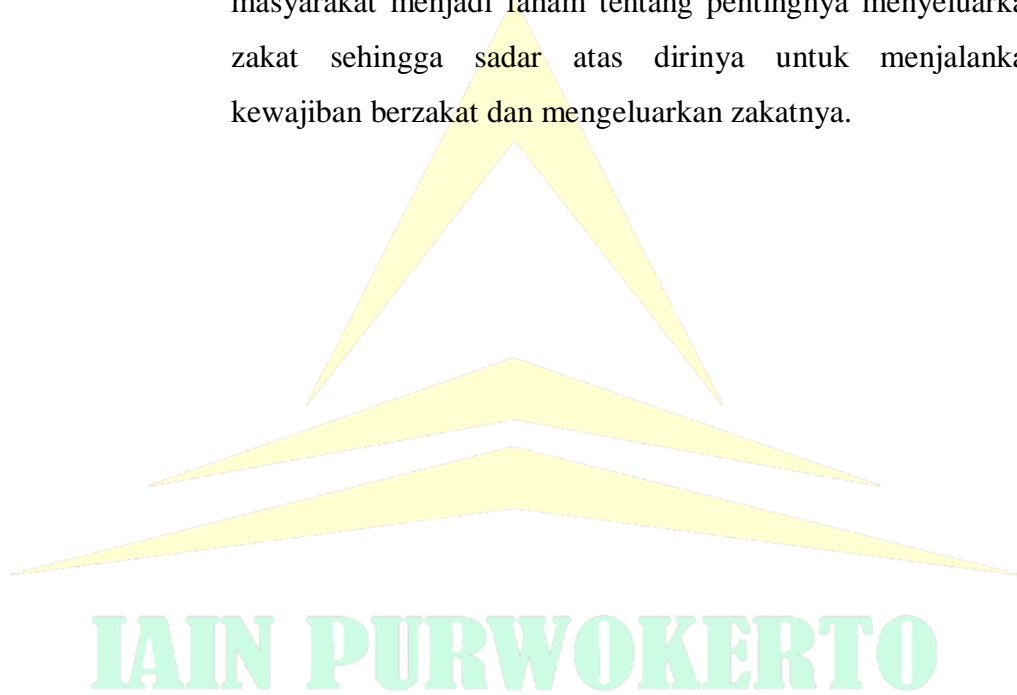 masyarakat menjadi faham tentang pentingnya menyeluarka
zakat sehingga sadar atas dirinya untuk menjalanka
kewajiban berzakat dan mengeluarkan zakatnya.
IAIN PURWOKERTO